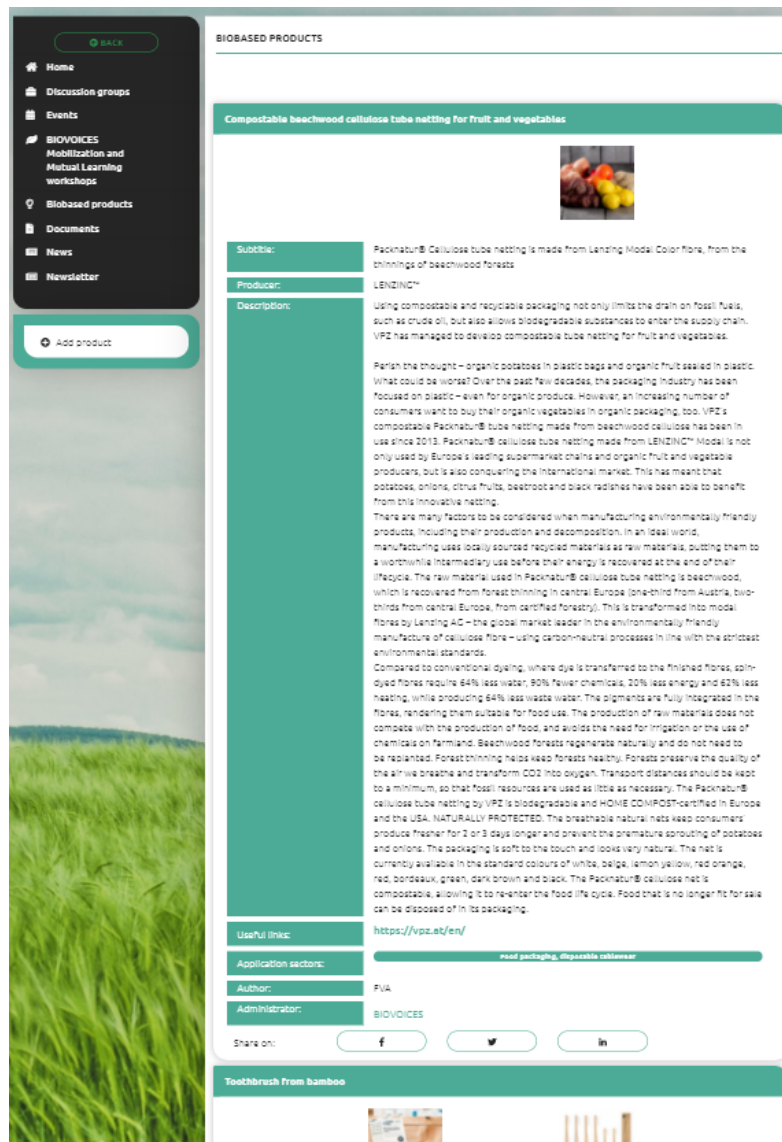 BACK
Home
Discussion groups
Events
BIOVOICES
Mobilization and
Mutual Learning
workshops
Biobased products
Documents
News
Newsletter
Add product
BIOBASED PRODUCTS
Compostable beechwood cellulose tube netting for fruit and vegetables
Subtitle:
Packnatur® Cellulose tube netting is made from Lenzing Modal Color fibre, from the
thinnings of beechwood forests
Producer:
LENZING™
Description:
Using compostable and recyclable packaging not only limits the drain on fossil fuels,
such as crude oil, but also allows biodegradable substances to enter the supply chain.
VPZ has managed to develop compostable tube netting for fruit and vegetables.
Perish the thought – organic potatoes in plastic bags and organic fruit sealed in plastic.
What could be worse? Over the past few decades, the packaging industry has been
focused on plastic – even for organic produce. However, an increasing number of
consumers want to buy their organic vegetables in organic packaging, too. VPZ's
compostable Packnatur® tube netting made from beechwood cellulose has been in
use since 2013. Packnatur® cellulose tube netting made from LENZING™ Modal is not
only used by Europe's leading supermarket chains and organic fruit and vegetable
producers, but is also conquering the international market. This has meant that
potatoes, onions, citrus fruits, beetroot and black radishes have been able to benefit
from this innovative netting.
There are many factors to be considered when manufacturing environmentally friendly
products, including their production and decomposition. In an ideal world,
manufacturing uses locally sourced recycled materials as raw materials, putting them to
a worthwhile intermediary use before their energy is recovered at the end of their
lifecycle. The raw material used in Packnatur® cellulose tube netting is beechwood,
which is recovered from forest thinning in central Europe (one-third from Austria, two-
thirds from central Europe, from certified forestry). This is transformed into modal
fibres by Lenzing AG – the global market leader in the environmentally friendly
manufacture of cellulose fibre – using carbon-neutral processes in line with the strictest
environmental standards.
Compared to conventional dyeing, where dye is transferred to the finished fibres, spin-
dyed fibres require 64% less water, 90% fewer chemicals, 20% less energy and 62% less
heating, while producing 64% less waste water. The pigments are fully integrated in the
fibres, rendering them suitable for food use. The production of raw materials does not
compete with the production of food, and avoids the need for irrigation or the use of
chemicals on farmland. Beechwood forests regenerate naturally and do not need to
be replanted. Forest thinning helps keep forests healthy. Forests preserve the quality of
the air we breathe and transform CO2 into oxygen. Transport distances should be kept
to a minimum, so that fossil resources are used as little as necessary. The Packnatur®
cellulose tube netting by VPZ is biodegradable and HOME COMPOST-certified in Europe
and the USA. NATURALLY PROTECTED. The breathable natural nets keep consumers'
produce fresher for 2 or 3 days longer and prevent the premature sprouting of potatoes
and onions. The packaging is soft to the touch and looks very natural. The net is
currently available in the standard colours of white, beige, lemon yellow, red orange,
red, bordeaux, green, dark brown and black. The Packnatur® cellulose net is
compostable, allowing it to re-enter the food life cycle. Food that is no longer fit for sale
can be disposed of in its packaging.
Useful links:
https://vpz.at/en/
Application sectors:
Food packaging, disposable tableware
Author:
FVA
Administrator:
BIOVOICES
Share on:
Toothbrush from bamboo